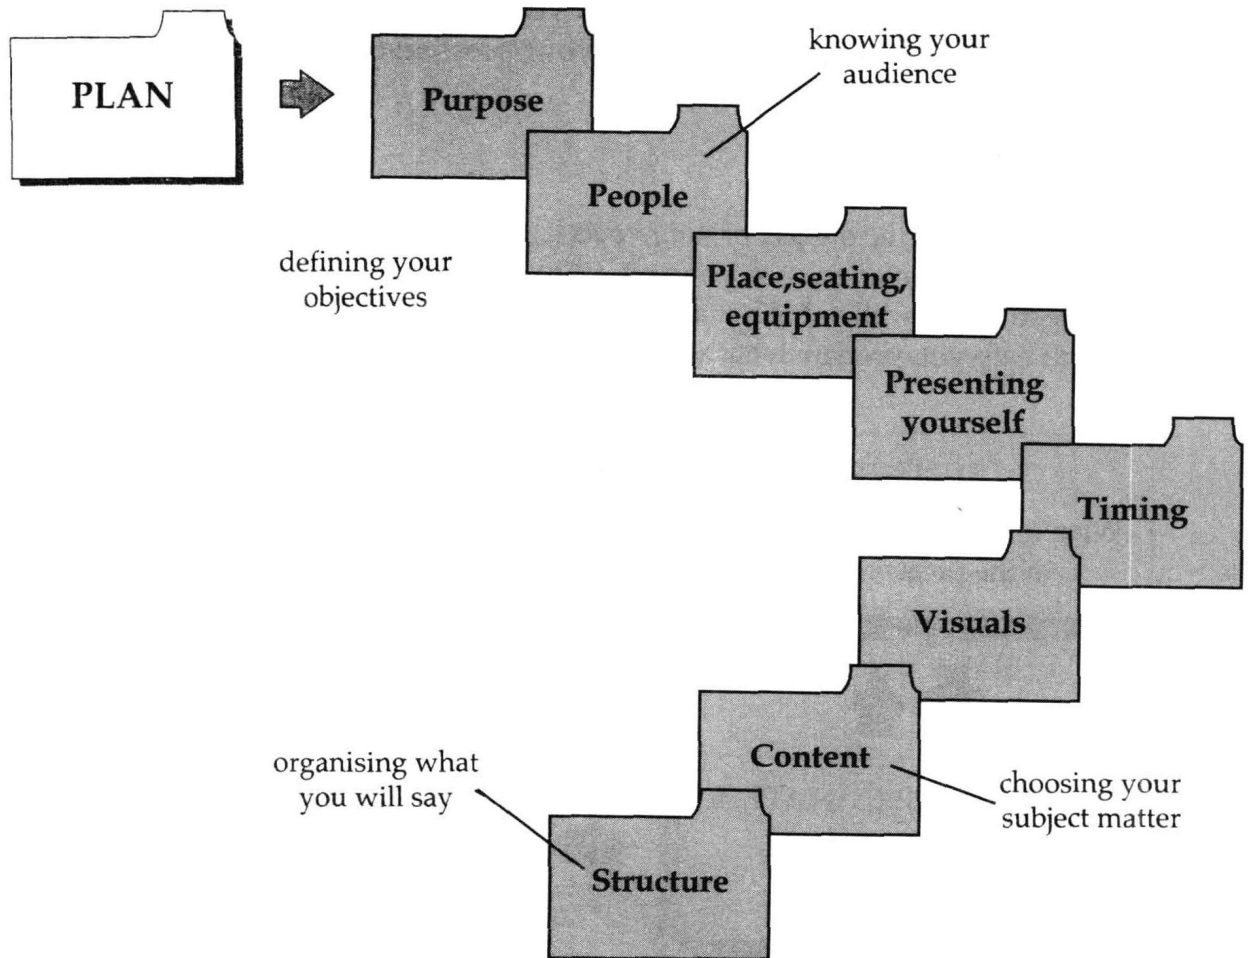 PLAN
Purpose
knowing your
audience
People
defining your
objectives
Place,seating,
equipment
Presenting
yourself
Timing
Visuals
Content
organising what
you will say
choosing your
subject matter
Structure